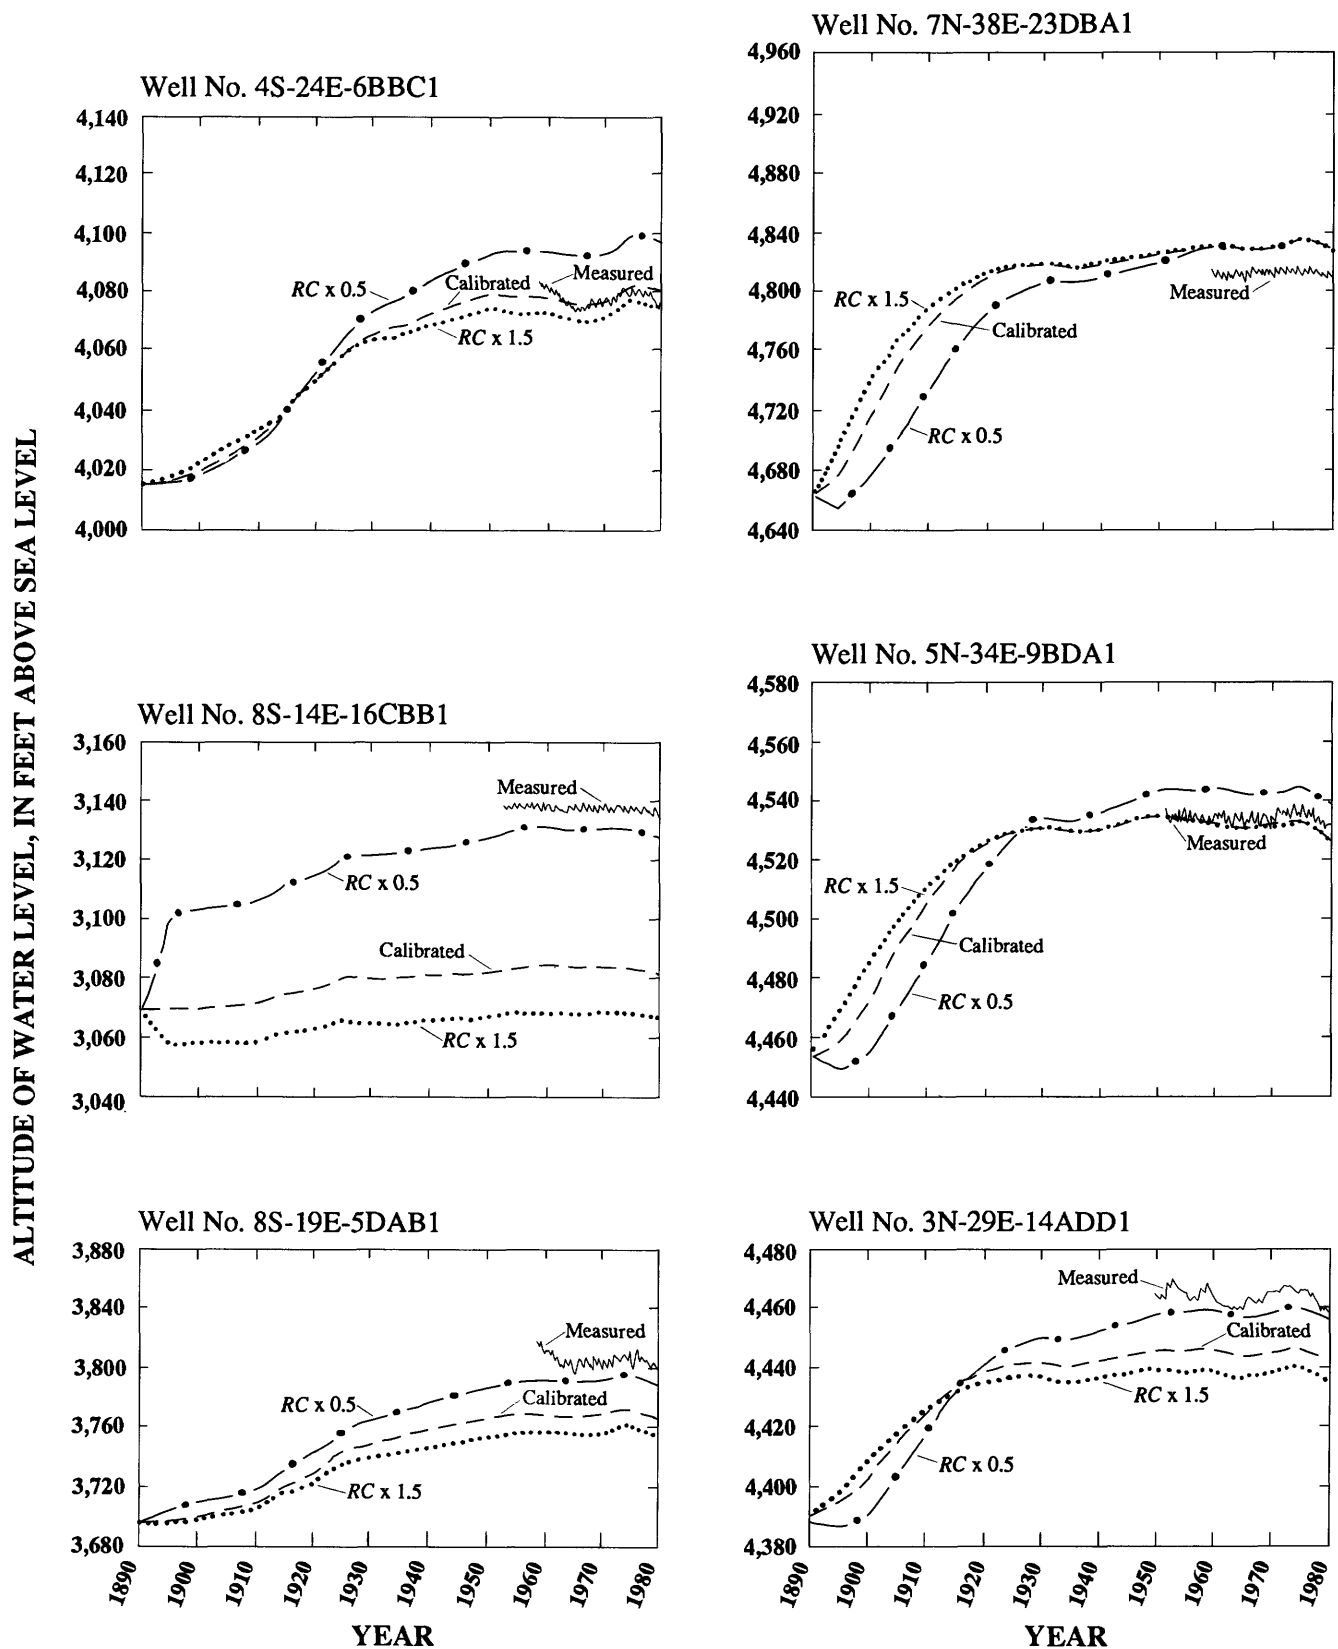 ALTITUDE OF WATER LEVEL, IN FEET ABOVE SEA LEVEL
Well No. 4S-24E-6BBC1
4,140
4,120
4,100
4,080
4,060
4,040
4,020
4,000
RC x 0.5
Calibrated
Measured
RC x 1.5
Well No. 7N-38E-23DBA1
4,960
4,920
4,880
4,840
4,800
4,760
4,720
4,680
4,640
RC x 1.5
Calibrated
Measured
RC x 0.5
Well No. 8S-14E-16CBB1
3,160
3,140
3,120
3,100
3,080
3,060
3,040
Measured
RC x 0.5
Calibrated
RC x 1.5
Well No. 5N-34E-9BDA1
4,580
4,560
4,540
4,520
4,500
4,480
4,460
4,440
Measured
RC x 1.5
Calibrated
RC x 0.5
Well No. 8S-19E-5DAB1
3,880
3,840
3,800
3,760
3,720
3,680
Measured
RC x 0.5
Calibrated
RC x 1.5
1890 1900 1910 1920 1930 1940 1950 1960 1970 1980
YEAR
Well No. 3N-29E-14ADD1
4,480
4,460
4,440
4,420
4,400
4,380
Measured
Calibrated
RC x 1.5
RC x 0.5
1890 1900 1910 1920 1930 1940 1950 1960 1970 1980
YEAR